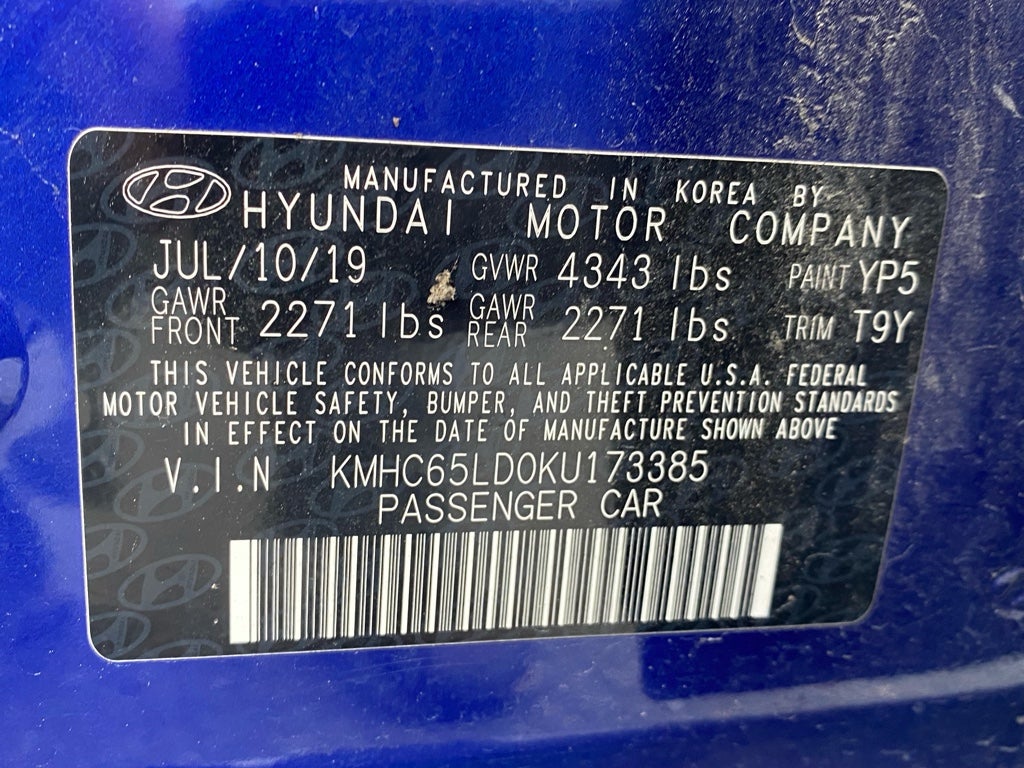 MANUFACTURED IN KOREA BY
HYUNDAI MOTOR COMPANY
JUL/10/19 GVWR 4343 lbs PAINT YP5
GAWR FRONT 2271 lbs GAWR REAR 2271 lbs TRIM T9Y
THIS VEHICLE CONFORMS TO ALL APPLICABLE U.S.A. FEDERAL
MOTOR VEHICLE SAFETY, BUMPER, AND THEFT PREVENTION STANDARDS
IN EFFECT ON THE DATE OF MANUFACTURE SHOWN ABOVE
V.I.N KMHC65LD0KU173385
PASSENGER CAR